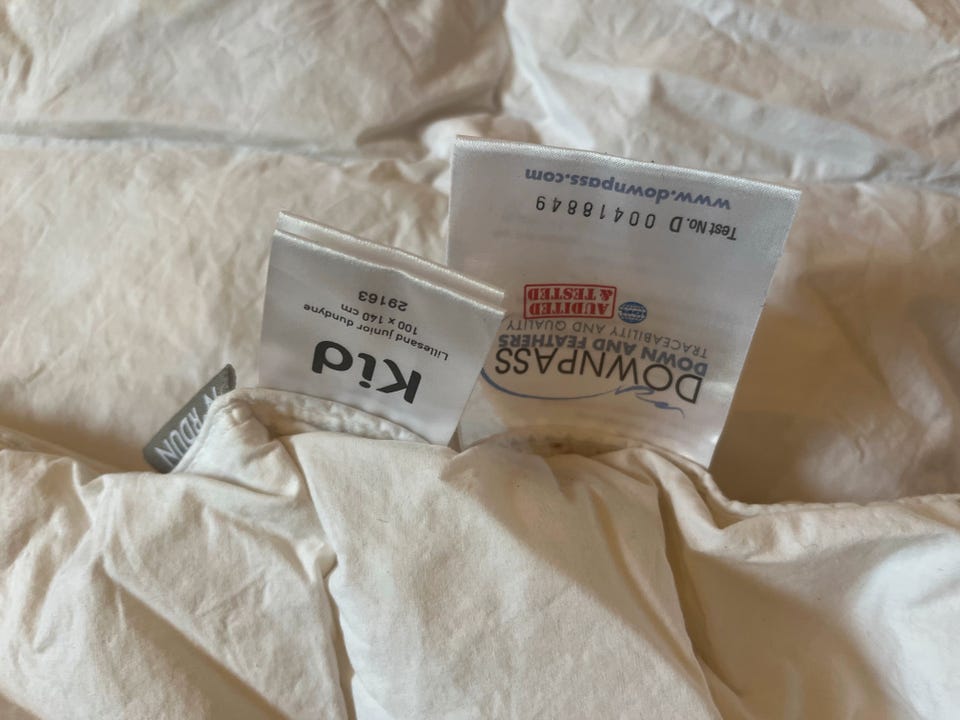 Kid
Lillesand junior dundyne
100 x 140 cm
29163
DOWNPASS
DOWN AND FEATHERS
TRACEABILITY AND QUALITY
AUDITED
& TESTED
Test No. D 00418849
www.downpass.com